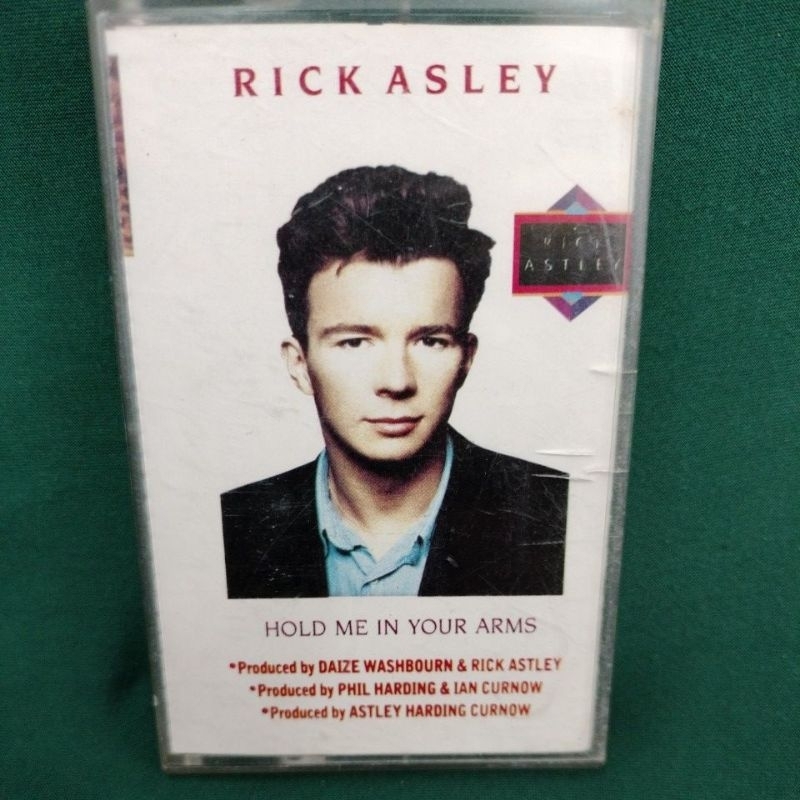 RICK ASLEY
RICK
ASTLEY
HOLD ME IN YOUR ARMS
*Produced by DAIZE WASHBOURN & RICK ASTLEY
*Produced by PHIL HARDING & IAN CURNOW
*Produced by ASTLEY HARDING CURNOW